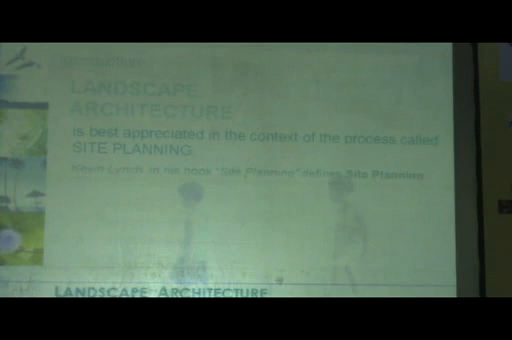 Introduction
LANDSCAPE
ARCHITECTURE
is best appreciated in the context of the process called
SITE PLANNING
Kevin Lynch in his book "Site Planning" defines Site Planning
LANDSCAPE ARCHITECTURE